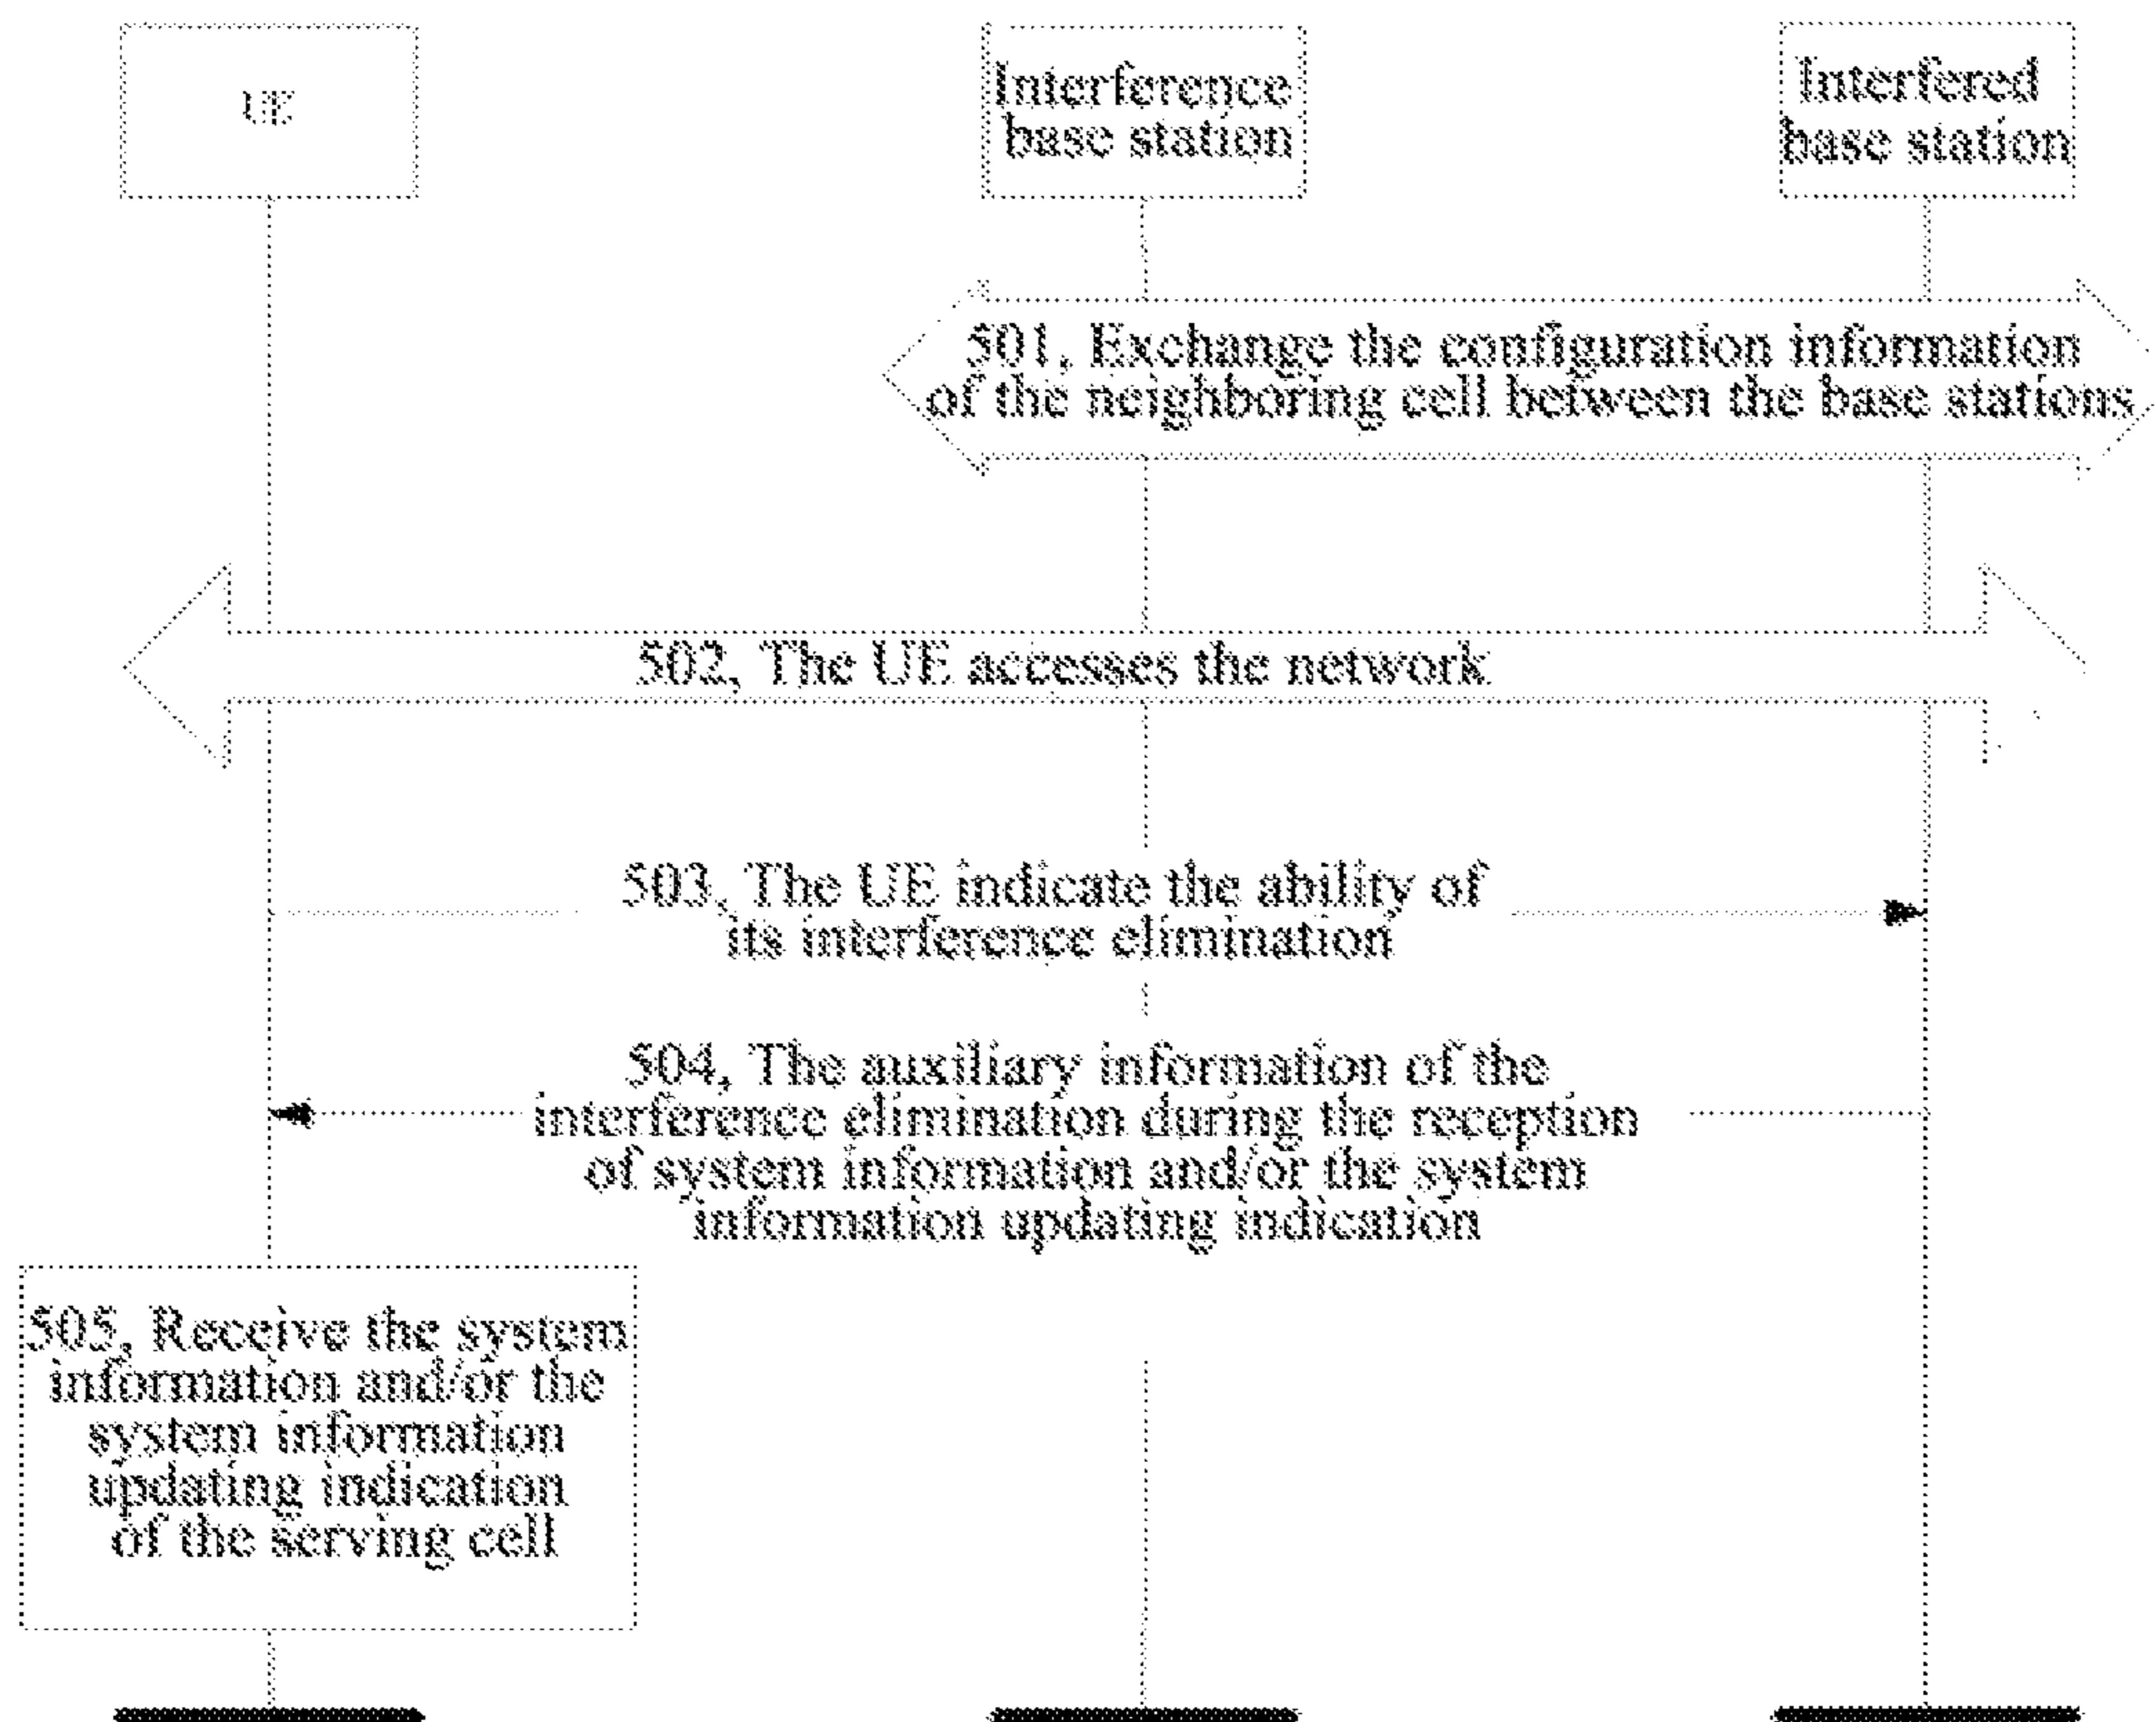 UE
Interference
base station
Interfered
base station
501, Exchange the configuration information
of the neighboring cell between the base stations
502, The UE accesses the network
503, The UE indicate the ability of
its interference elimination
504, The auxiliary information of the
interference elimination during the reception
of system information and/or the system
information updating indication
505, Receive the system
information and/or the
system information
updating indication
of the serving cell